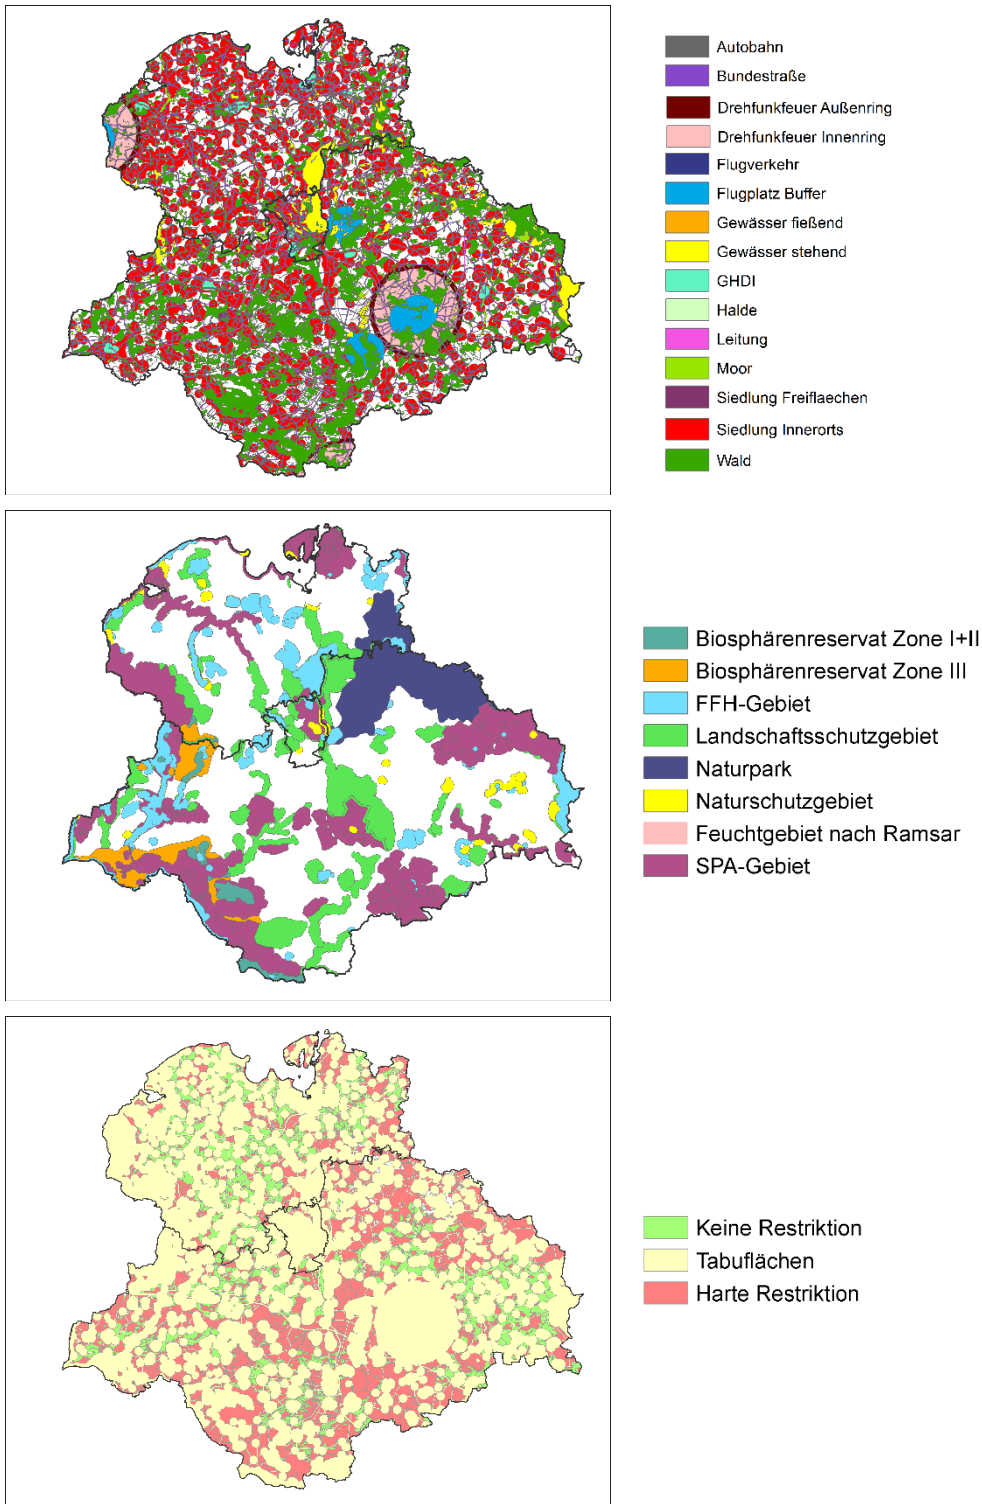 Autobahn
Bundestraße
Drehfunkfeuer Außenring
Drehfunkfeuer Innenring
Flugverkehr
Flugplatz Buffer
Gewässer fießend
Gewässer stehend
GHDI
Halde
Leitung
Moor
Siedlung Freiflaechen
Siedlung Innerorts
Wald
Biosphärenreservat Zone I+II
Biosphärenreservat Zone III
FFH-Gebiet
Landschaftsschutzgebiet
Naturpark
Naturschutzgebiet
Feuchtgebiet nach Ramsar
SPA-Gebiet
Keine Restriktion
Tabuflächen
Harte Restriktion